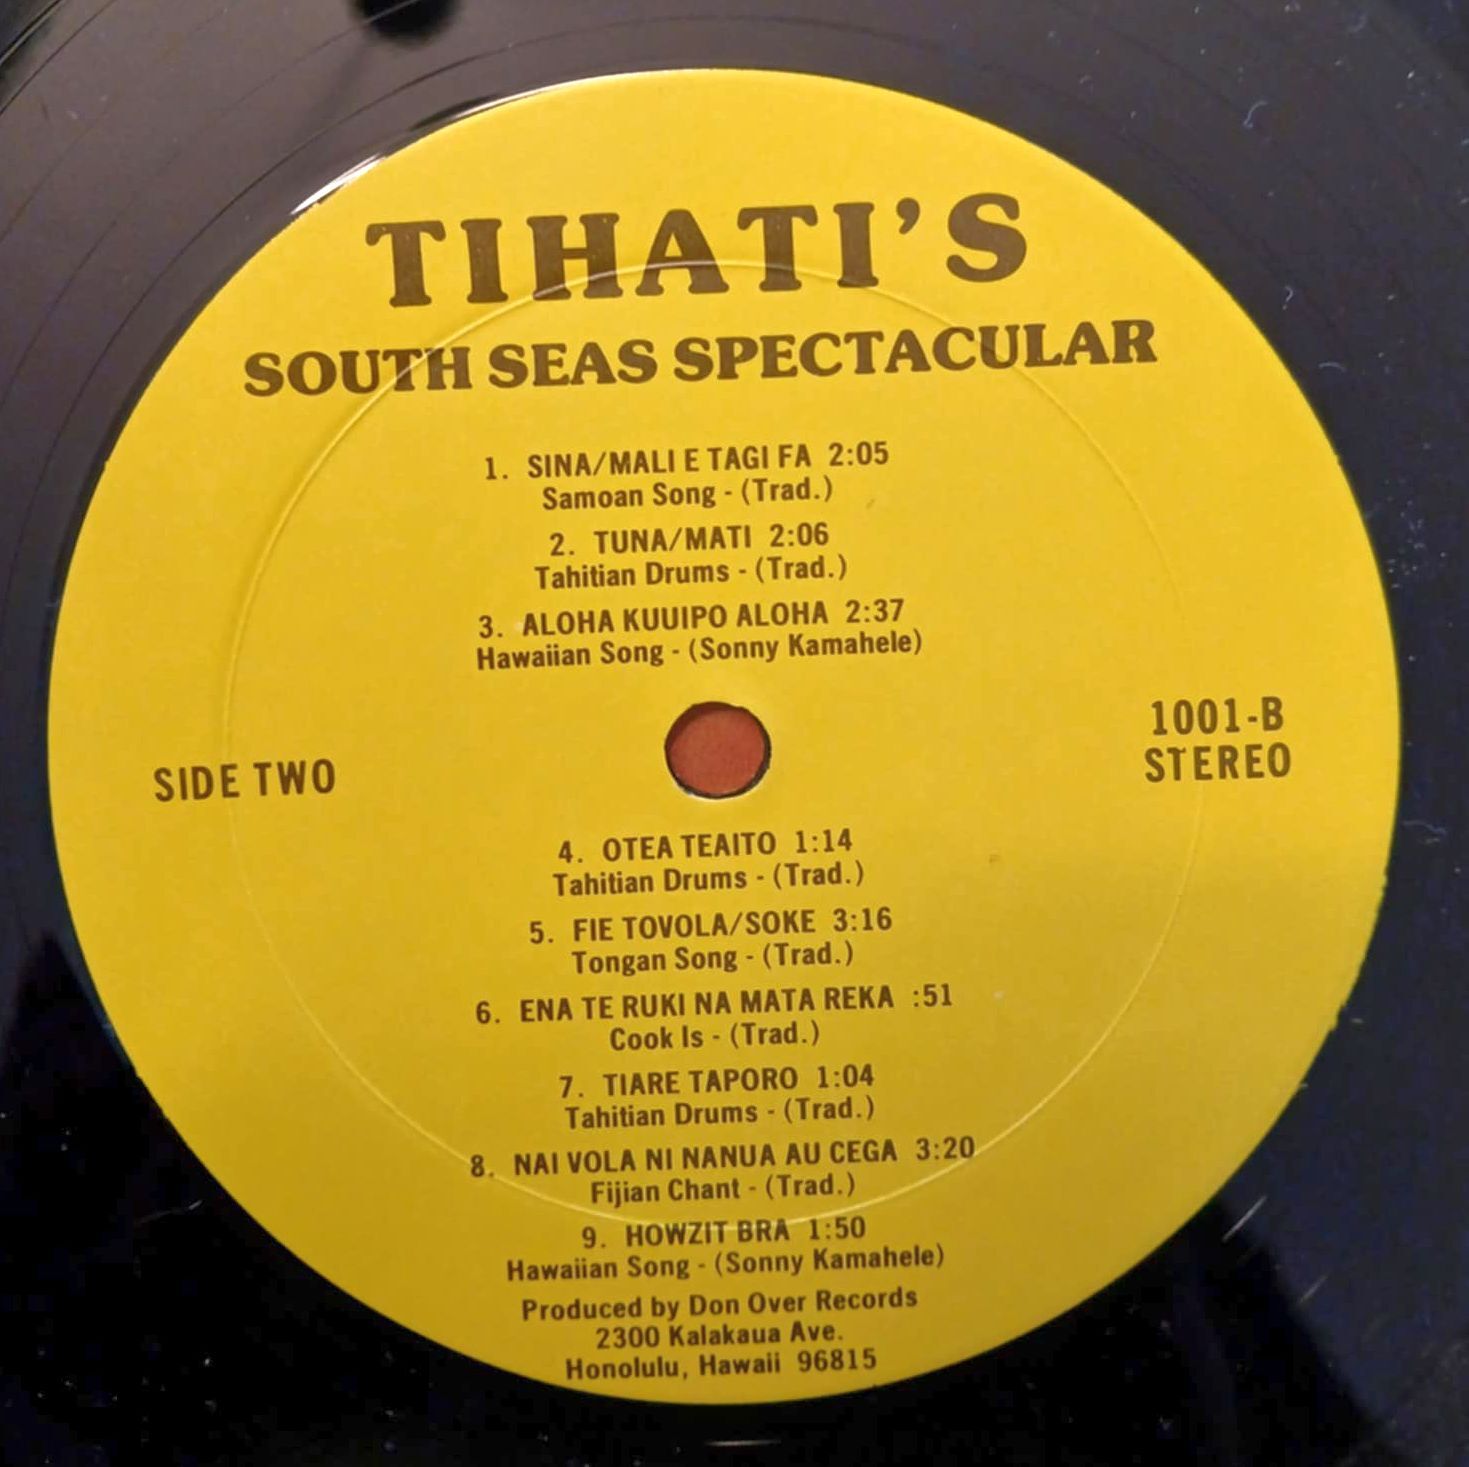 TIHATI'S
SOUTH SEAS SPECTACULAR
1. SINA/MALI E TAGI FA 2:05
Samoan Song - (Trad.)
2. TUNA/MATI 2:06
Tahitian Drums - (Trad.)
3. ALOHA KUUIPO ALOHA 2:37
Hawaiian Song - (Sonny Kamahele)
SIDE TWO
1001-B
STEREO
4. OTEA TEAITO 1:14
Tahitian Drums - (Trad.)
5. FIE TOVOLA/SOKE 3:16
Tongan Song - (Trad.)
6. ENA TE RUKI NA MATA REKA :51
Cook Is - (Trad.)
7. TIARE TAPORO 1:04
Tahitian Drums - (Trad.)
8. NAI VOLA NI NANUA AU CEGA 3:20
Fijian Chant - (Trad.)
9. HOWZIT BRA 1:50
Hawaiian Song - (Sonny Kamahele)
Produced by Don Over Records
2300 Kalakaua Ave.
Honolulu, Hawaii 96815